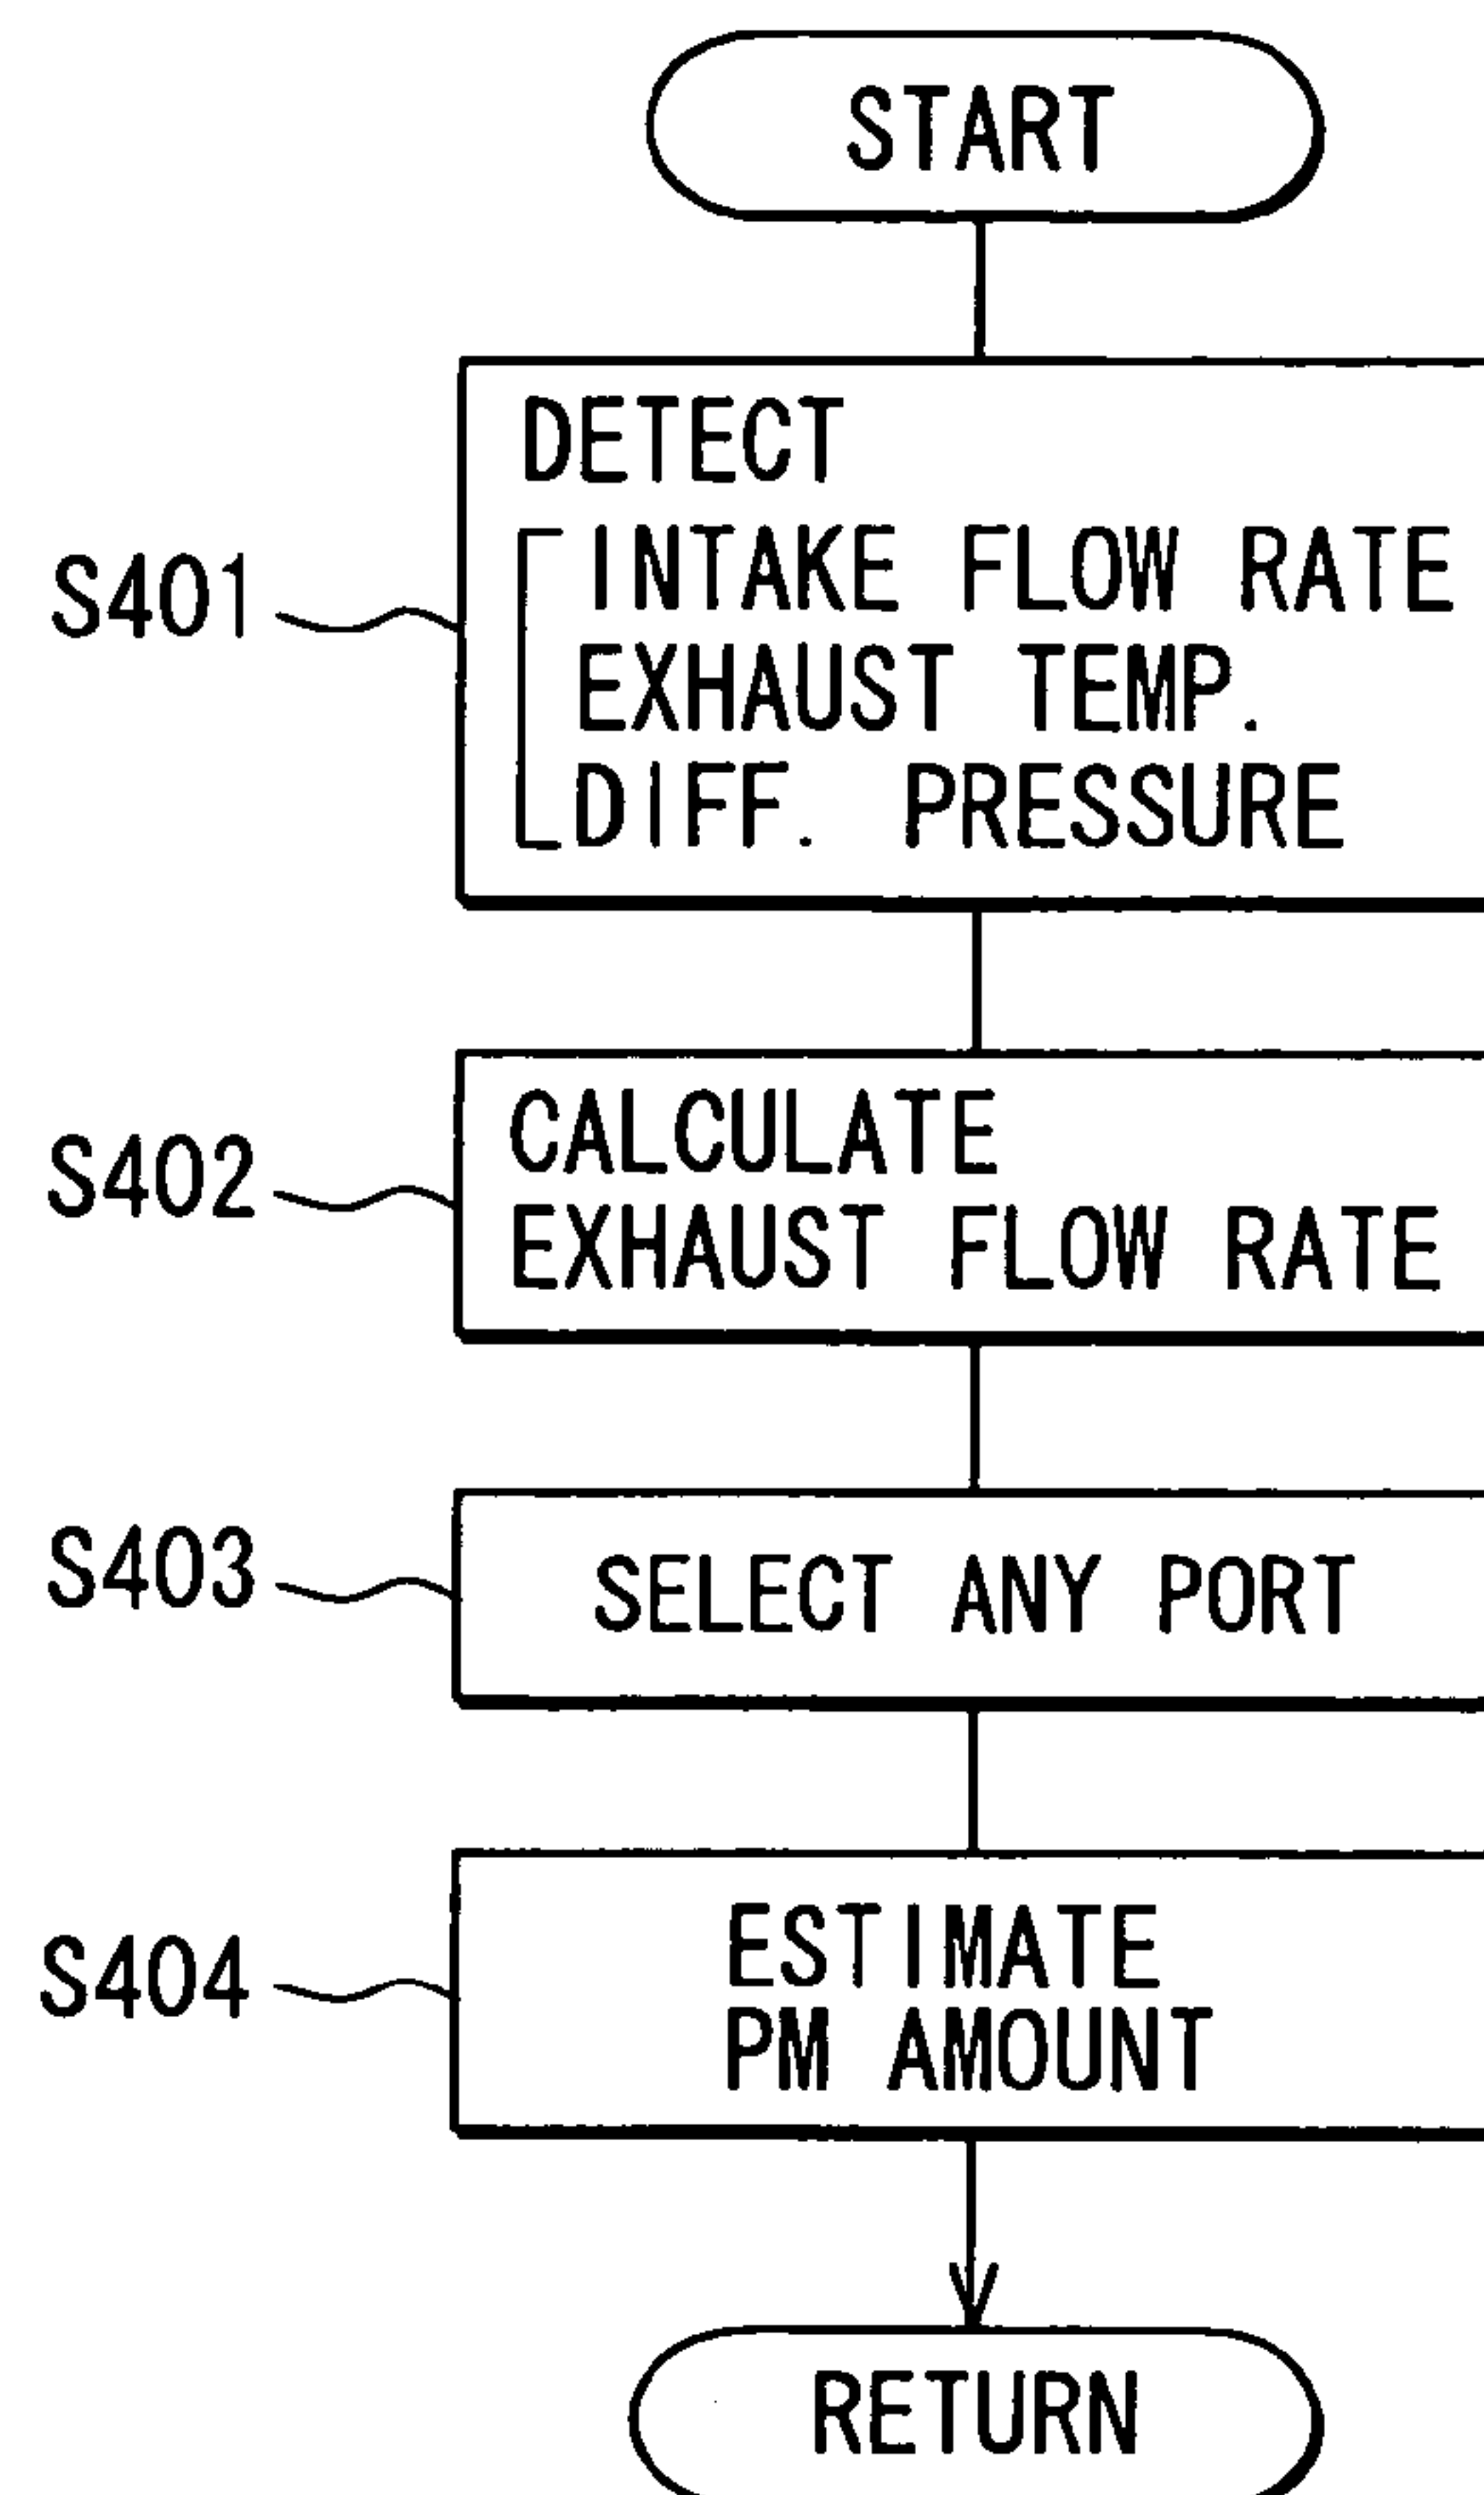 START
DETECT
INTAKE FLOW RATE
S401
EXHAUST TEMP.
DIFF. PRESSURE
CALCULATE
S402
EXHAUST FLOW RATE
S403
SELECT ANY PORT
ESTIMATE
S404
PM AMOUNT
RETURN